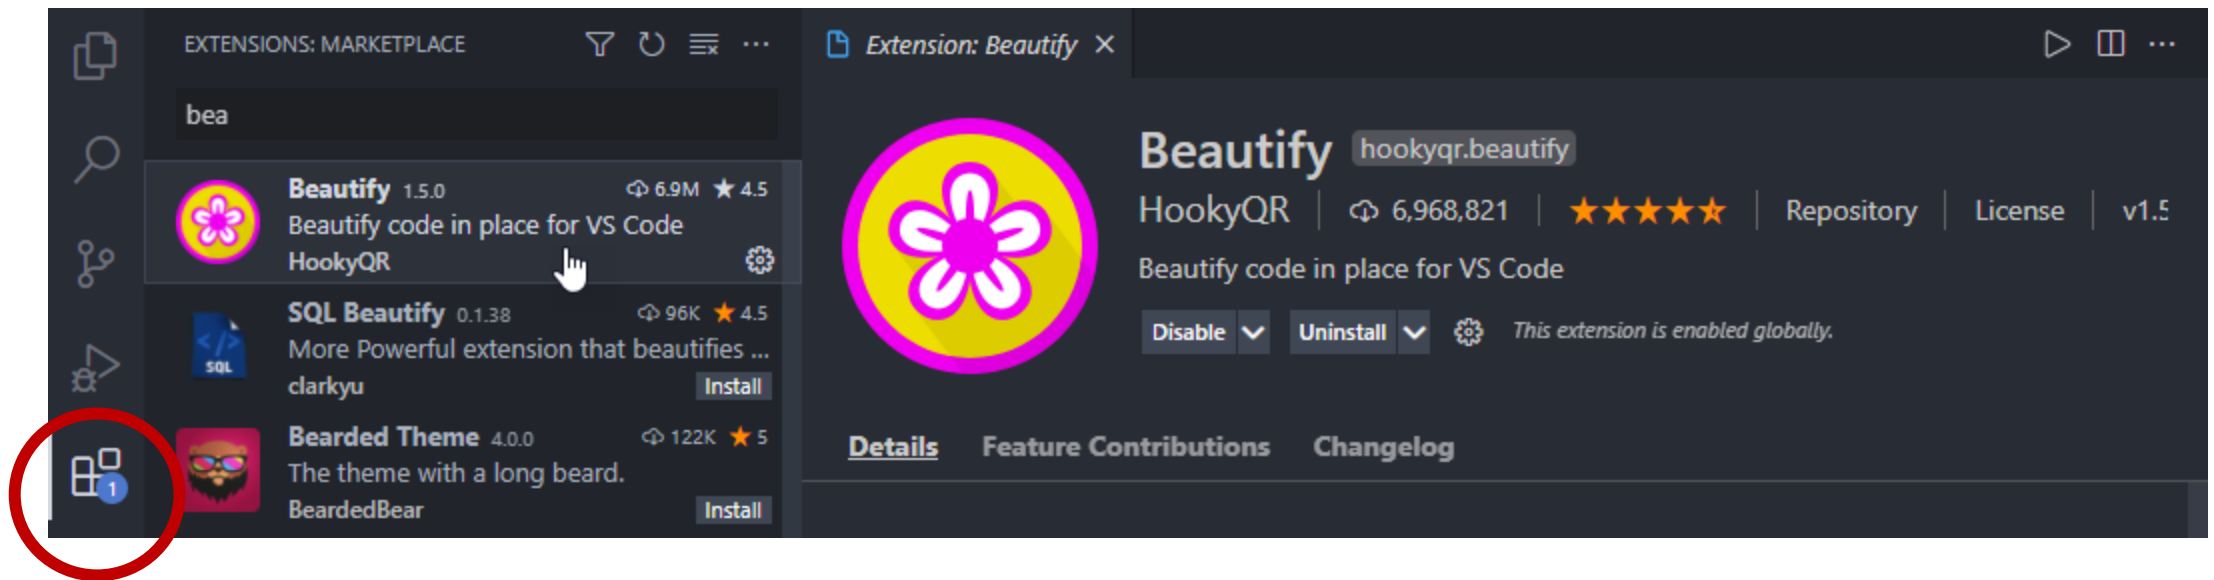 EXTENSIONS: MARKETPLACE
bea
Beautify 1.5.0 6.9M 4.5
Beautify code in place for VS Code
HookyQR
SQL Beautify 0.1.38 96K 4.5
More Powerful extension that beautifies ...
clarkyu Install
Bearded Theme 4.0.0 122K 5
The theme with a long beard.
BeardedBear Install
</>
SQL
1
Extension: Beautify
Beautify hookyqr.beautify
HookyQR 6,968,821 Repository License v1.5
Beautify code in place for VS Code
Disable Uninstall This extension is enabled globally.
Details Feature Contributions Changelog